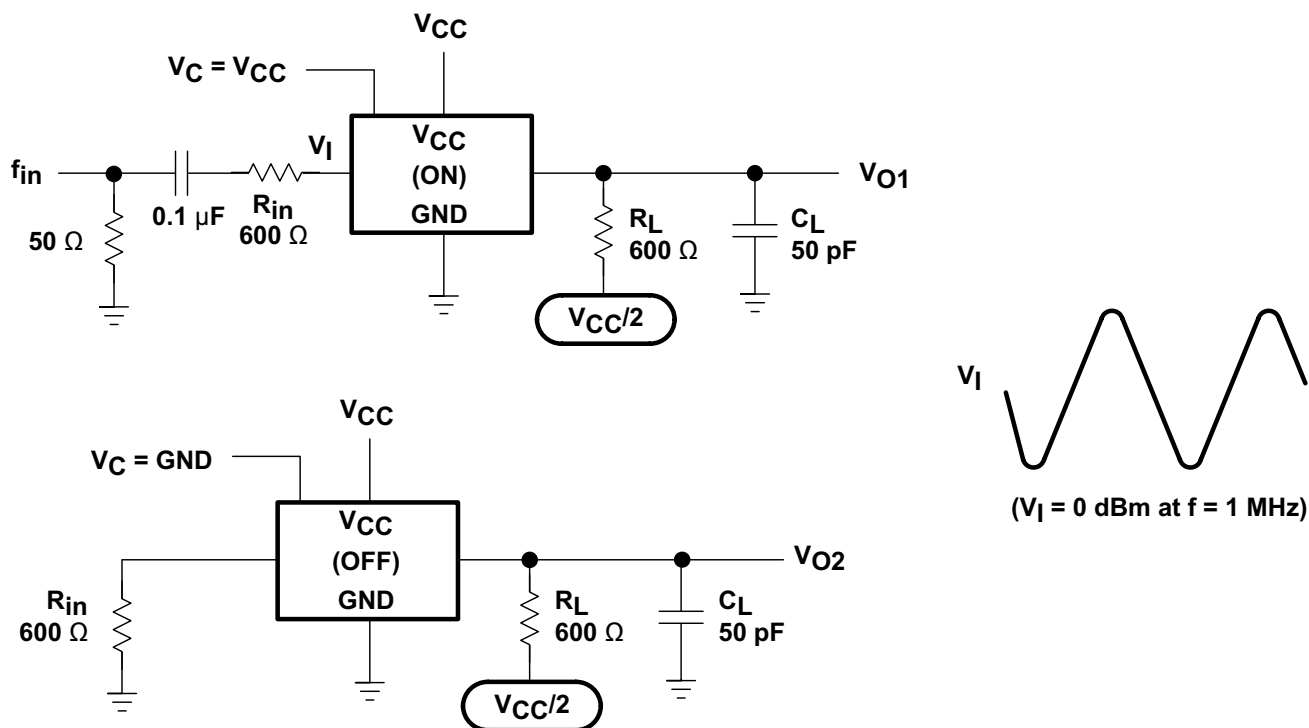 VCC
VC = VCC
fin
0.1 µF
50 Ω
Rin
600 Ω
VI
VCC
(ON)
GND
RL
600 Ω
VCC/2
CL
50 pF
VO1
VI
(VI = 0 dBm at f = 1 MHz)
VCC
VC = GND
Rin
600 Ω
VCC
(OFF)
GND
RL
600 Ω
VCC/2
CL
50 pF
VO2